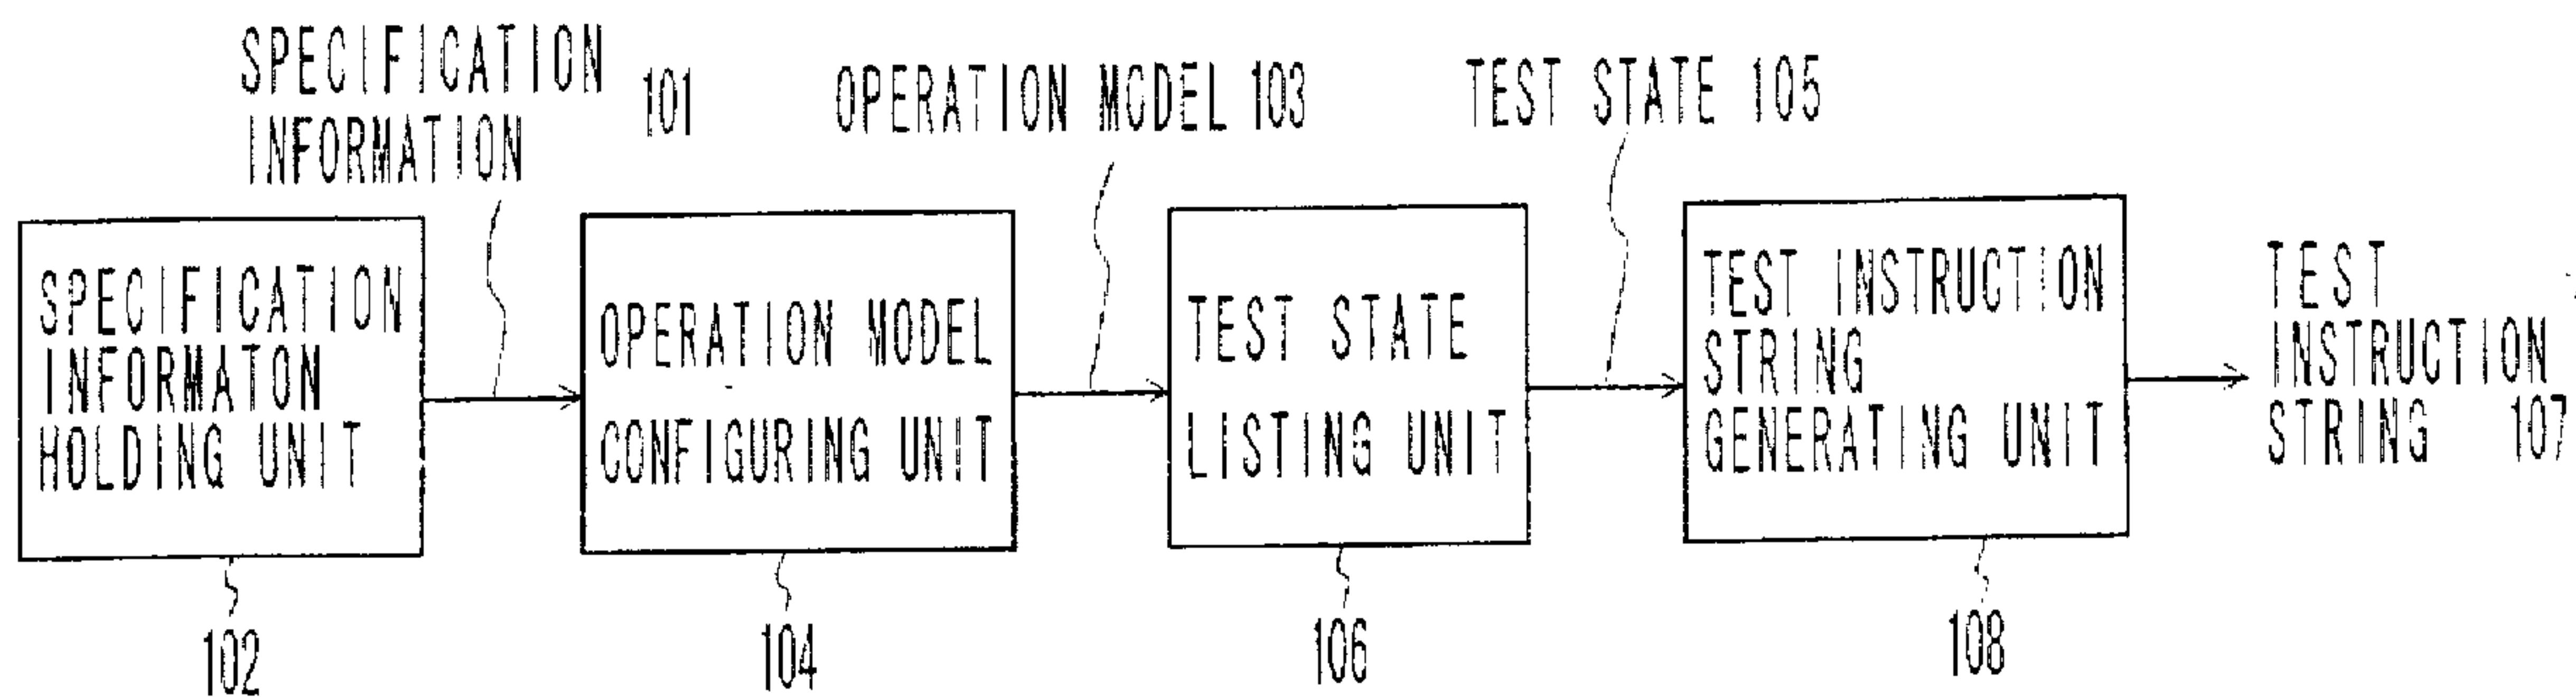 SPECIFICATION
INFORMATION
101
OPERATION MODEL 103
TEST STATE 105
SPECIFICATION
INFORMATON
HOLDING UNIT
OPERATION MODEL
CONFIGURING UNIT
TEST STATE
LISTING UNIT
TEST INSTRUCTION
STRING
GENERATING UNIT
TEST
INSTRUCTION
STRING 107
102
104
106
108